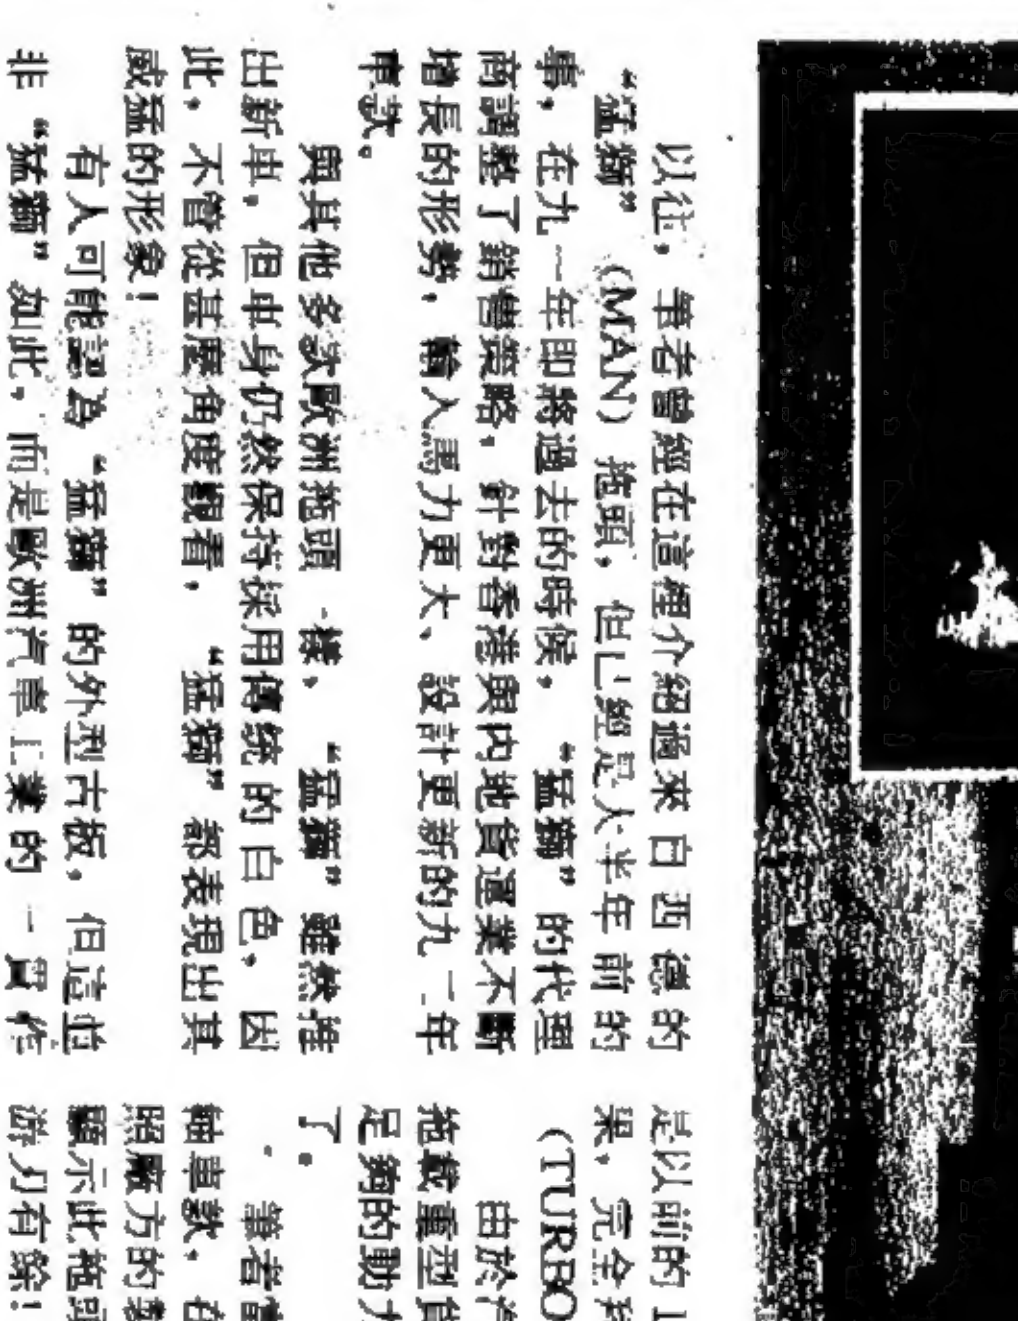 以往,筆者曾經在這裡介紹過來自西德的
“猛獅” (MAN) 拖頭,但已經是大半年前的
事,在九一年即將過去的時候,“猛獅”的代理
商調整了銷售策略,針對香港與內地貨運業不斷
增長的形勢,輸入馬力更大、設計更新的九二年
車款。
與其他多款歐洲拖頭一樣,“猛獅”雖然推
出新車,但車身仍然保持採用傳統的白色,因
此,不管從甚麼角度觀看,“猛獅”都表現出其
威猛的形象!
有人可能認為“猛獅”的外型古板,但這並
非“猛獅”如此,而是歐洲汽車工業的一貫作
是以前的
果,完全
(TURBO
由於
拖載重型
足夠的動力
了。
筆者
軸車款,在
照廠方的
顯示此拖
游刃有餘!